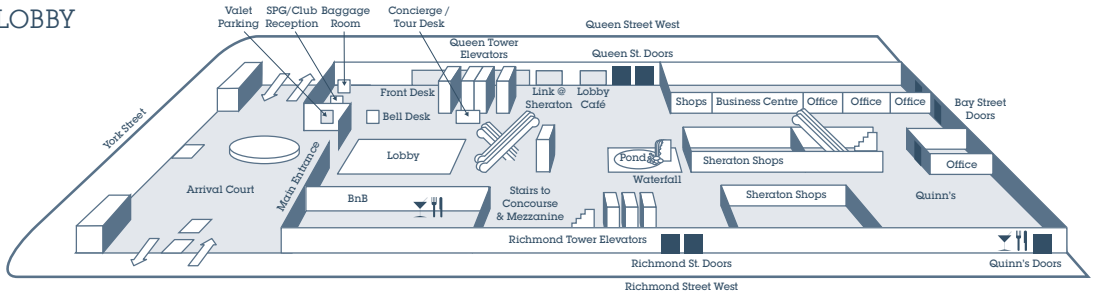 LOBBY
Valet
Parking
SPG/Club
Reception
Baggage
Room
Concierge /
Tour Desk
Queen Street West
Queen Tower
Elevators
Queen St. Doors
Front Desk
Link @
Sheraton
Lobby
Café
Shops
Business Centre
Office
Office
Office
Bay Street
Doors
York Street
Bell Desk
Lobby
Pond
Waterfall
Sheraton Shops
Office
Main Entrance
Arrival Court
BnB
Stairs to
Concourse
& Mezzanine
Sheraton Shops
Quinn's
Richmond Tower Elevators
Richmond St. Doors
Quinn's Doors
Richmond Street West